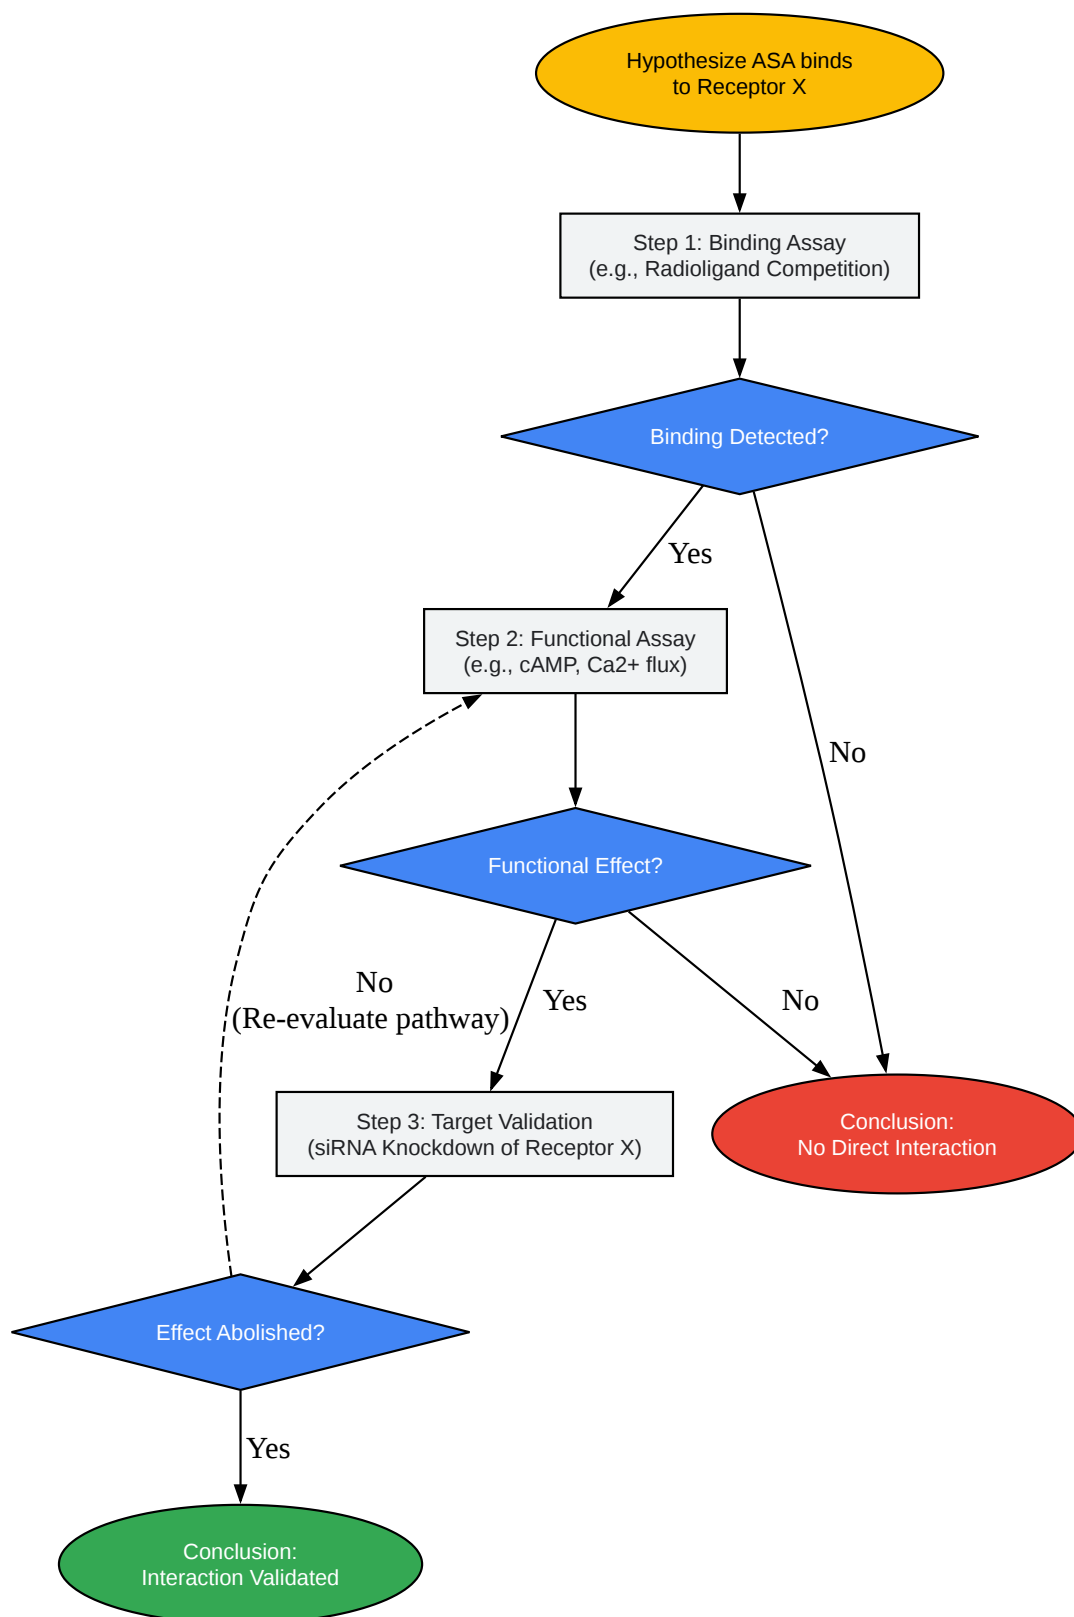 Hypothesize ASA binds
to Receptor X
Step 1: Binding Assay
(e.g., Radioligand Competition)
Binding Detected?
Yes
Step 2: Functional Assay
(e.g., cAMP, Ca2+ flux)
No
Functional Effect?
No
(Re-evaluate pathway)
Yes
No
Step 3: Target Validation
(siRNA Knockdown of Receptor X)
Conclusion:
No Direct Interaction
Effect Abolished?
Yes
Conclusion:
Interaction Validated